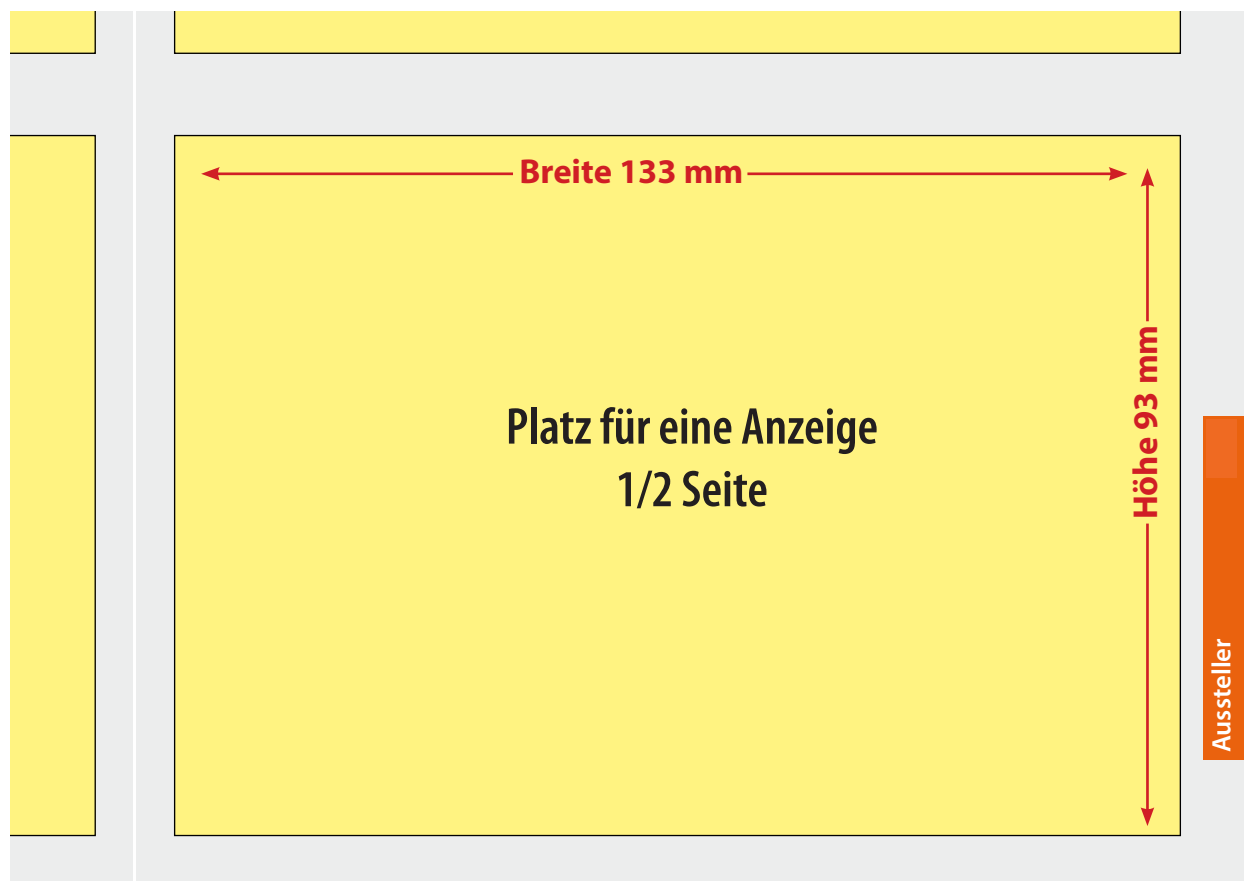 Breite 133 mm
Höhe 93 mm
Platz für eine Anzeige
1/2 Seite
Aussteller